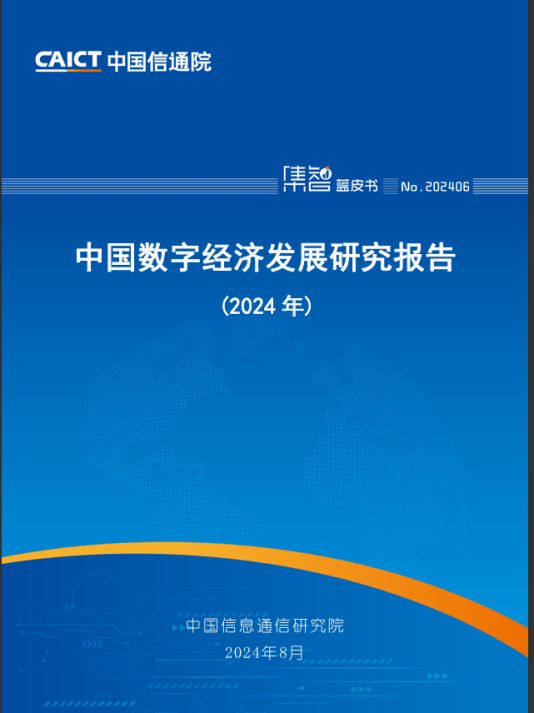 CAICT 中国信通院
集智 蓝皮书 No.202406
中国数字经济发展研究报告
(2024 年)
中国信息通信研究院
2024年8月